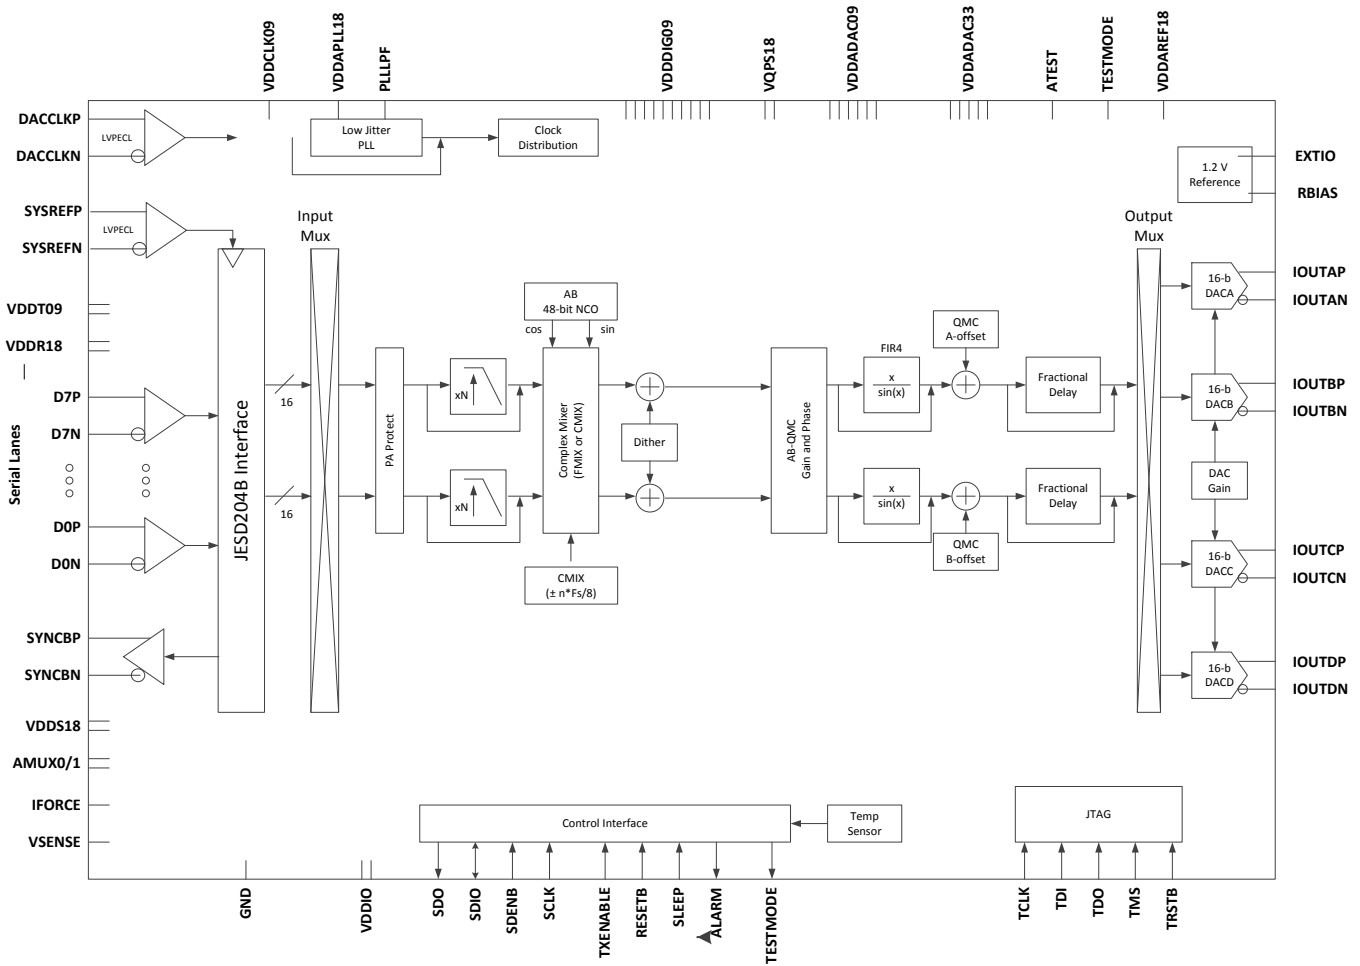 VDDCLK09
VDDAPLL18
PLLLPF
VDDDIG09
VQPS18
VDDADAC09
VDDADAC33
ATEST
TESTMODE
VDDAREF18
DACCLKP
LVPECL
DACCLKN
Low Jitter
PLL
Clock
Distribution
1.2 V
Reference
EXTIO
RBIAS
SYSREFP
LVPECL
SYSREFN
Input
Mux
Output
Mux
VDDT09
VDDR18
Serial Lanes
D7P
D7N
D0P
D0N
JESD204B Interface
16
16
PA Protect
xN
xN
AB
48-bit NCO
cos
sin
Complex Mixer
(FMIX or CMIX)
CMIX
(± n*Fs/8)
Dither
AB-QMC
Gain and Phase
FIR4
x
sin(x)
x
sin(x)
QMC
A-offset
QMC
B-offset
Fractional
Delay
Fractional
Delay
16-b
DACA
IOUTAP
IOUTAN
16-b
DACB
IOUTBP
IOUTBN
DAC
Gain
16-b
DACC
IOUTCP
IOUTCN
16-b
DACD
IOUTDP
IOUTDN
SYNCBP
SYNCBN
VDDS18
AMUX0/1
IFORCE
VSENSE
Control Interface
Temp
Sensor
JTAG
GND
VDDIO
SDO
SDIO
SDENB
SCLK
TXENABLE
RESETB
SLEEP
ALARM
TESTMODE
TCLK
TDI
TDO
TMS
TRSTB